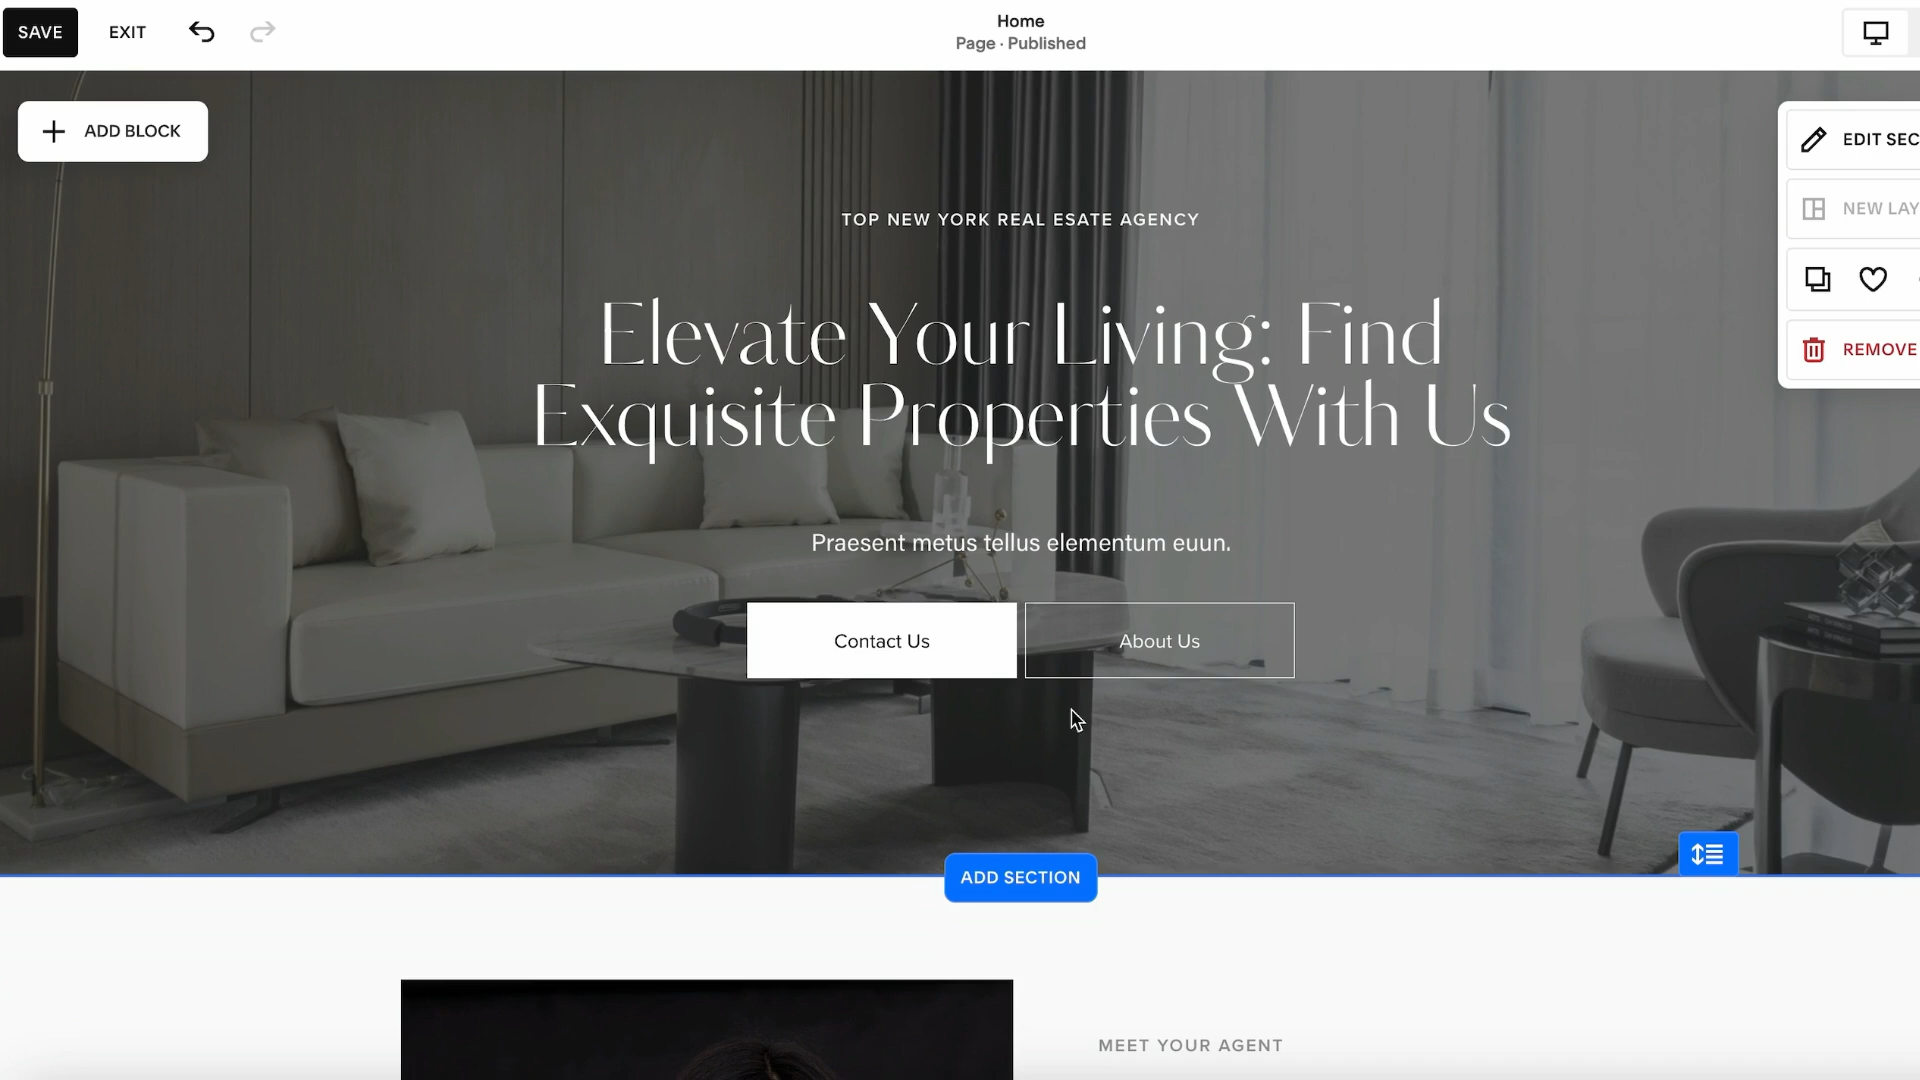 SAVE
EXIT
Home
Page · Published
ADD BLOCK
EDIT SEC
NEW LAY
REMOVE
TOP NEW YORK REAL ESATE AGENCY
Elevate Your Living: Find
Exquisite Properties With Us
Praesent metus tellus elementum euun.
Contact Us
About Us
ADD SECTION
MEET YOUR AGENT